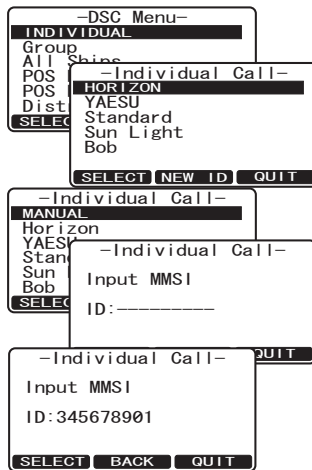 -DSC Menu-
INDIVIDUAL
Group
All Ships
POS
POS
SELEC
-Individual Call-
HORIZON
YAESU
Standard
Sun Light
Bob
SELECT NEW ID QUIT
-Individual Call-
MANUAL
Horizon
YAESU
Stan
Sun
Bob
SELEC
-Individual Call-
Input MMSI
ID:---------
QUIT
-Individual Call-
Input MMSI
ID:345678901
SELECT BACK QUIT